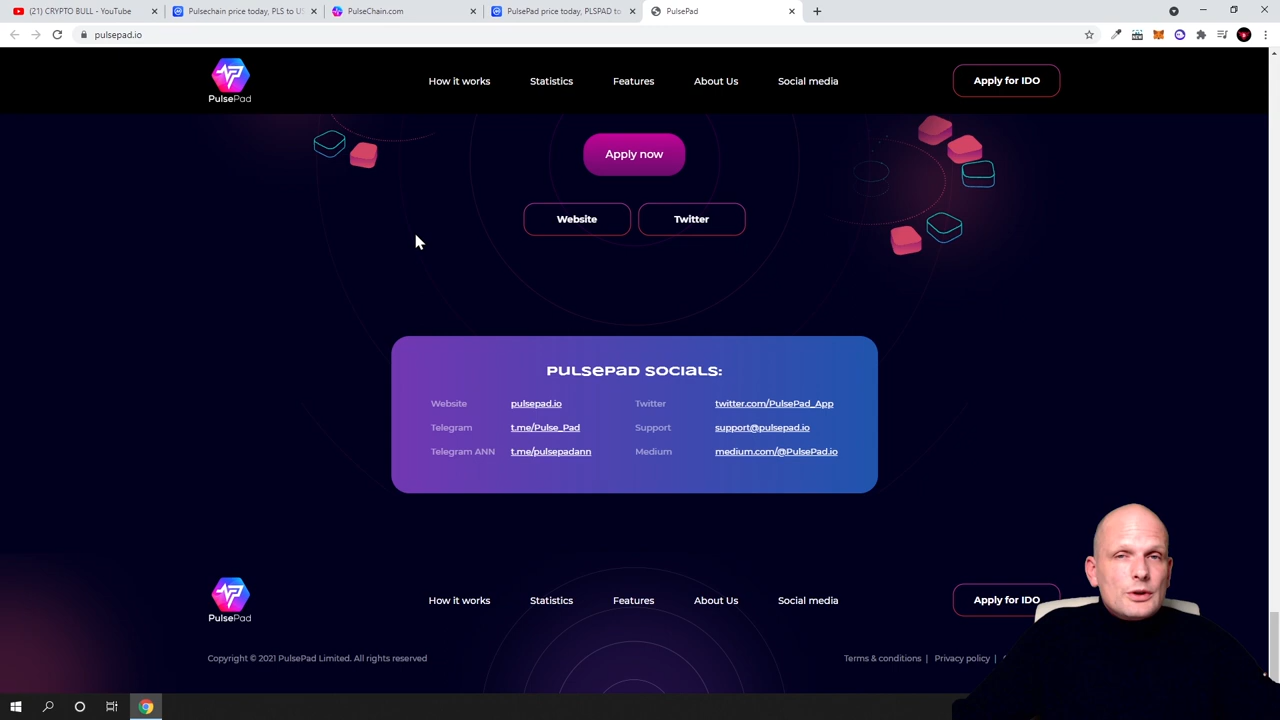 (21) CRYPTO BULL - YouTube
Pulsechain price today, PLS to US
PulseChain.com
PulsePad price today, PLSPAD to
PulsePad
pulsepad.io
PulsePad
How it works
Statistics
Features
About Us
Social media
Apply for IDO
Apply now
Website
Twitter
PulsePad Socials:
Website pulsepad.io Twitter twitter.com/PulsePad_App
Telegram t.me/Pulse_Pad Support support@pulsepad.io
Telegram ANN t.me/pulsepadann Medium medium.com/@PulsePad.io
PulsePad
How it works
Statistics
Features
About Us
Social media
Apply for IDO
Copyright © 2021 PulsePad Limited. All rights reserved
Terms & conditions | Privacy policy |